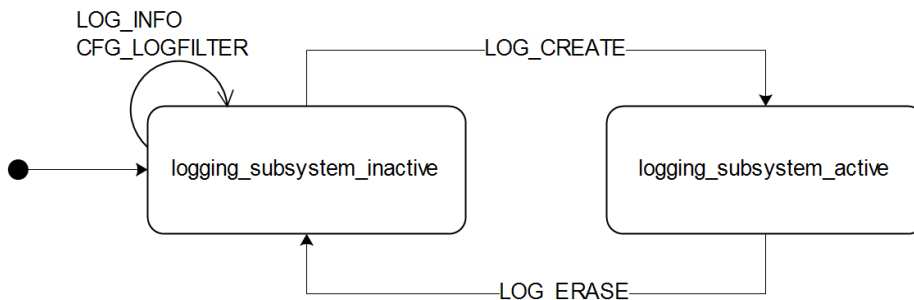 LOG_INFO
CFG_LOGFILTER
LOG_CREATE
logging_subsystem_inactive
logging_subsystem_active
LOG_ERASE